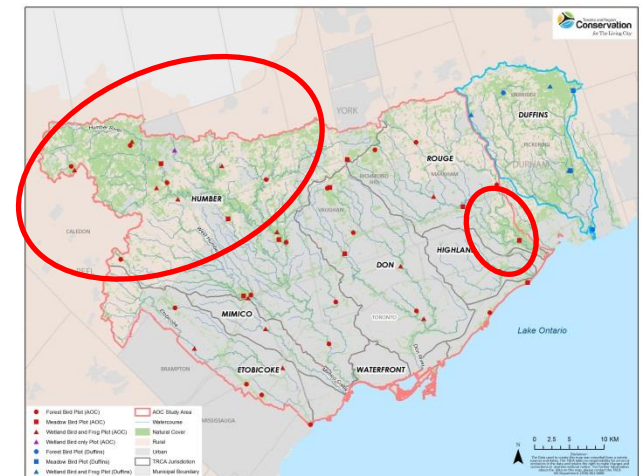 Toronto and Region
Conservation
for The Living City
YORK
DUFFINS
Humber River
ROUGE
DURHAM
PICKERING
MARKHAM
RICHMOND
HILL
HUMBER
VAUGHAN
CALEDON
West Humber
PEEL
HIGHLAND
DON
MIMICO
TORONTO
Lake Ontario
BRAMPTON
ETOBICOKE
WATERFRONT
MISSISSAUGA
Forest Bird Plot (AOC)
Meadow Bird Plot (AOC)
Wetland Bird and Frog Plot (AOC)
Wetland Bird only Plot (AOC)
Forest Bird Plot (Duffins)
Meadow Bird Plot (Duffins)
Wetland Bird and Frog Plot (Duffins)
AOC Study Area
Watercourse
Natural Cover
Rural
Urban
TRCA Jurisdiction
Municipal Boundary
N
0 2.5 5 10 KM